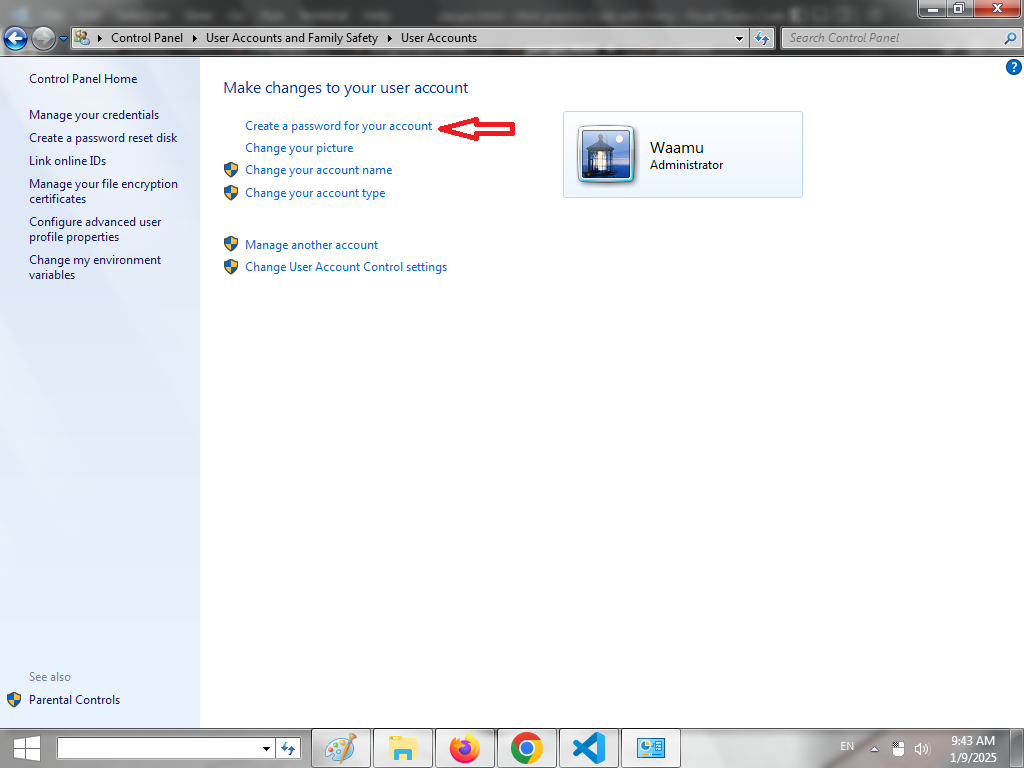 Control Panel
User Accounts and Family Safety
User Accounts
Search Control Panel
Control Panel Home
Manage your credentials
Create a password reset disk
Link online IDs
Manage your file encryption
certificates
Configure advanced user
profile properties
Change my environment
variables
See also
Parental Controls
Make changes to your user account
Create a password for your account
Change your picture
Change your account name
Change your account type
Manage another account
Change User Account Control settings
Waamu
Administrator
EN
9:43 AM
1/9/2025